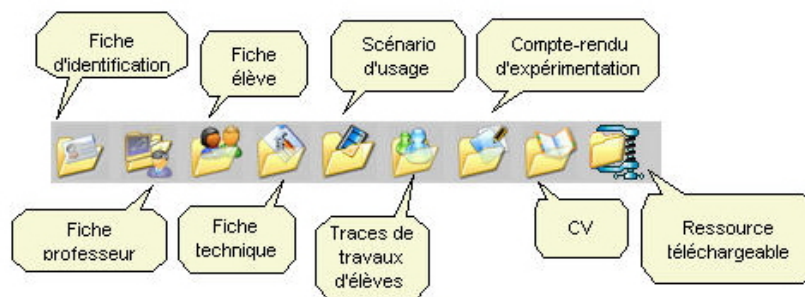 Fiche
d'identification
Fiche
élève
Scénario
d'usage
Compte-rendu
d'expérimentation
Fiche
professeur
Fiche
technique
Traces de
travaux
d'élèves
CV
Ressource
téléchargeable